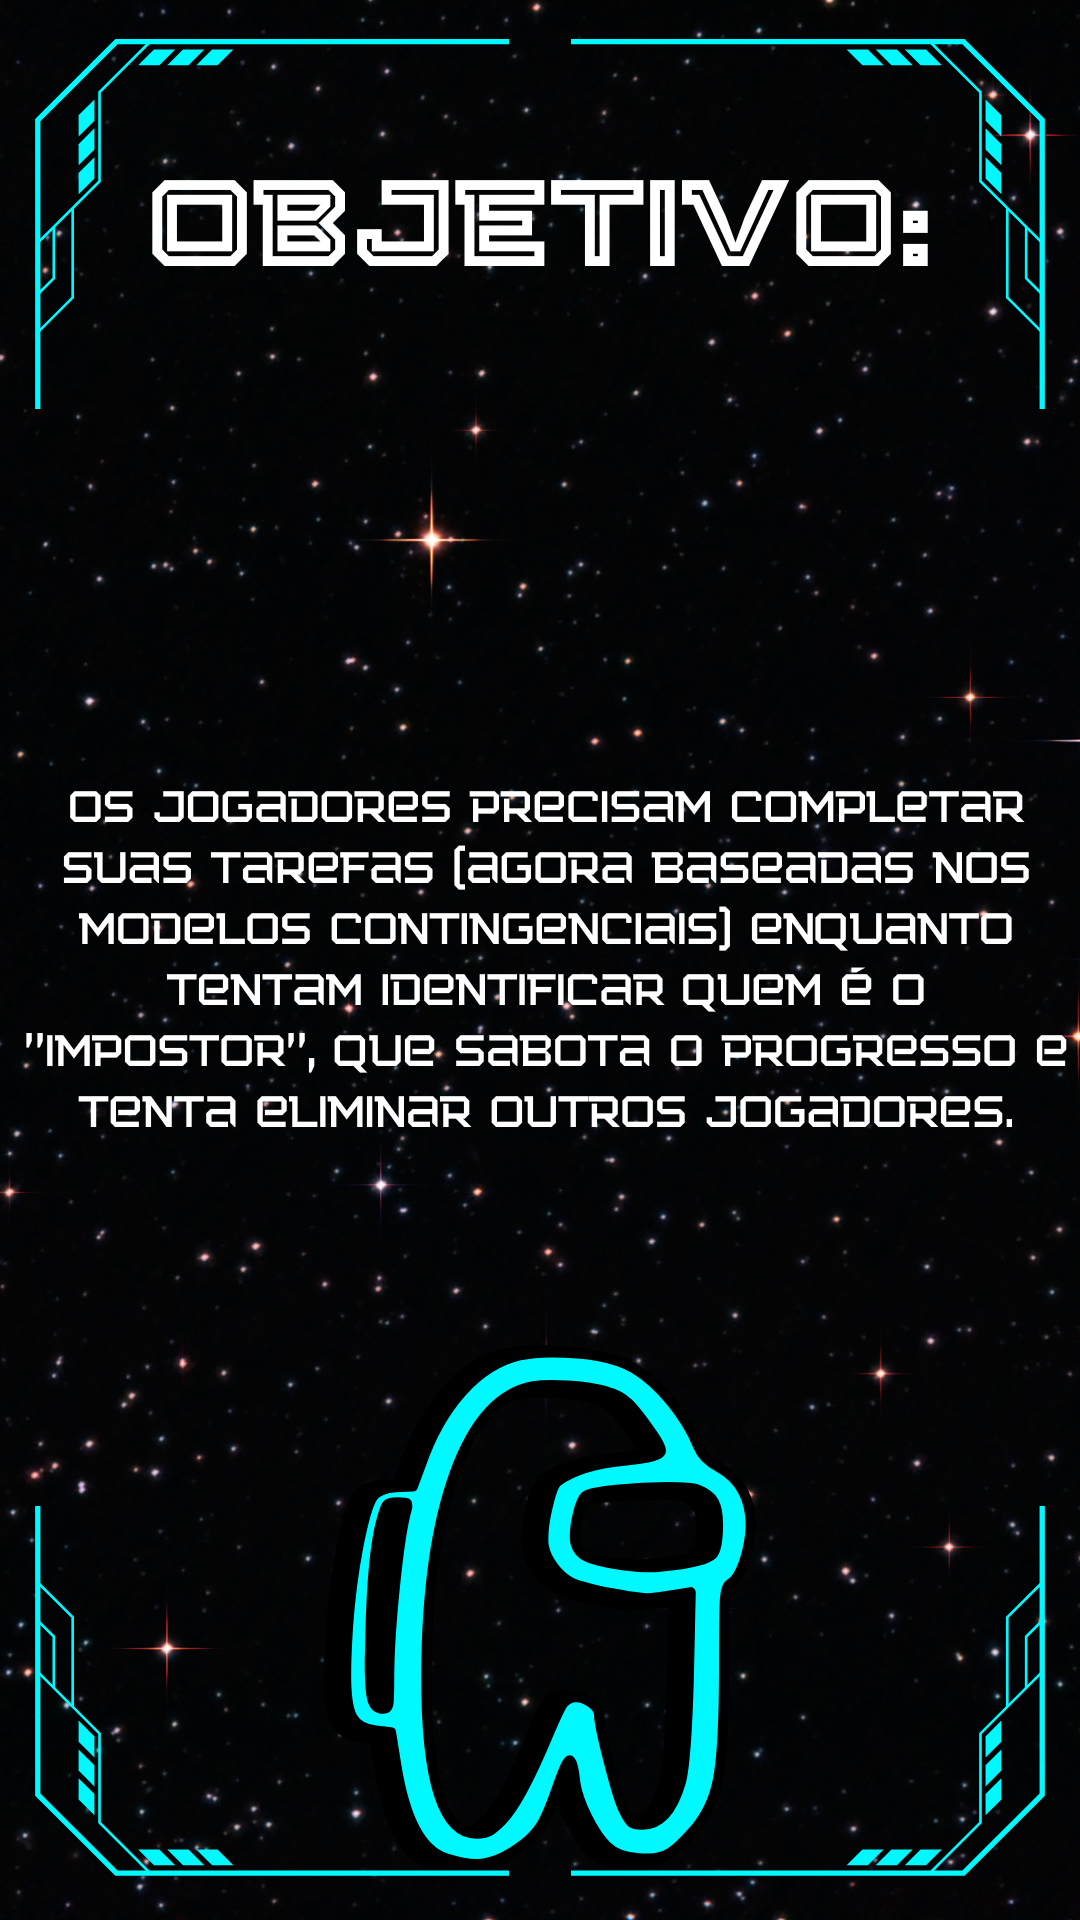 OBJETIVO:
OS JOGADORES PRECISAM COMPLETAR
SUAS TAREFAS (AGORA BASEADAS NOS
MODELOS CONTINGENCIAIS) ENQUANTO
TENTAM IDENTIFICAR QUEM É O
"IMPOSTOR", QUE SABOTA O PROGRESSO E
TENTA ELIMINAR OUTROS JOGADORES.